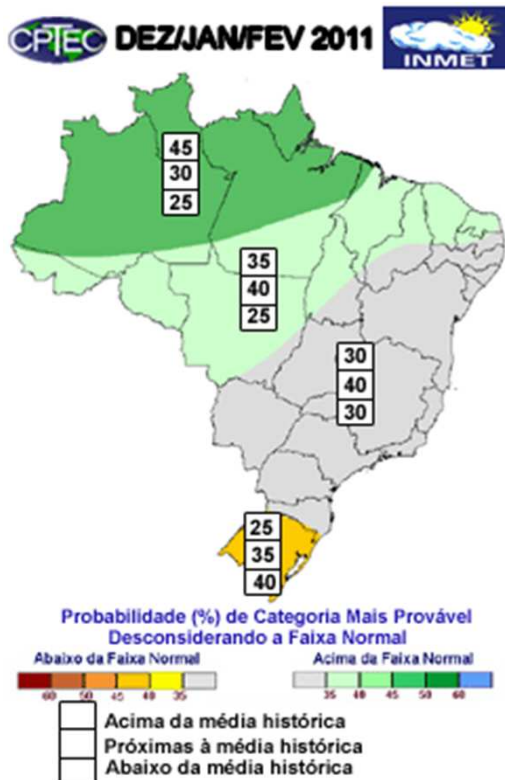 CPTEC DEZ/JAN/FEV 2011 INMET
45
30
25
35
40
25
30
40
30
25
35
40
Probabilidade (%) de Categoria Mais Provável
Desconsiderando a Faixa Normal
Abaixo da Faixa Normal Acima da Faixa Normal
60 50 45 40 35 35 40 45 50 60
Acima da média histórica
Próximas à média histórica
Abaixo da média histórica